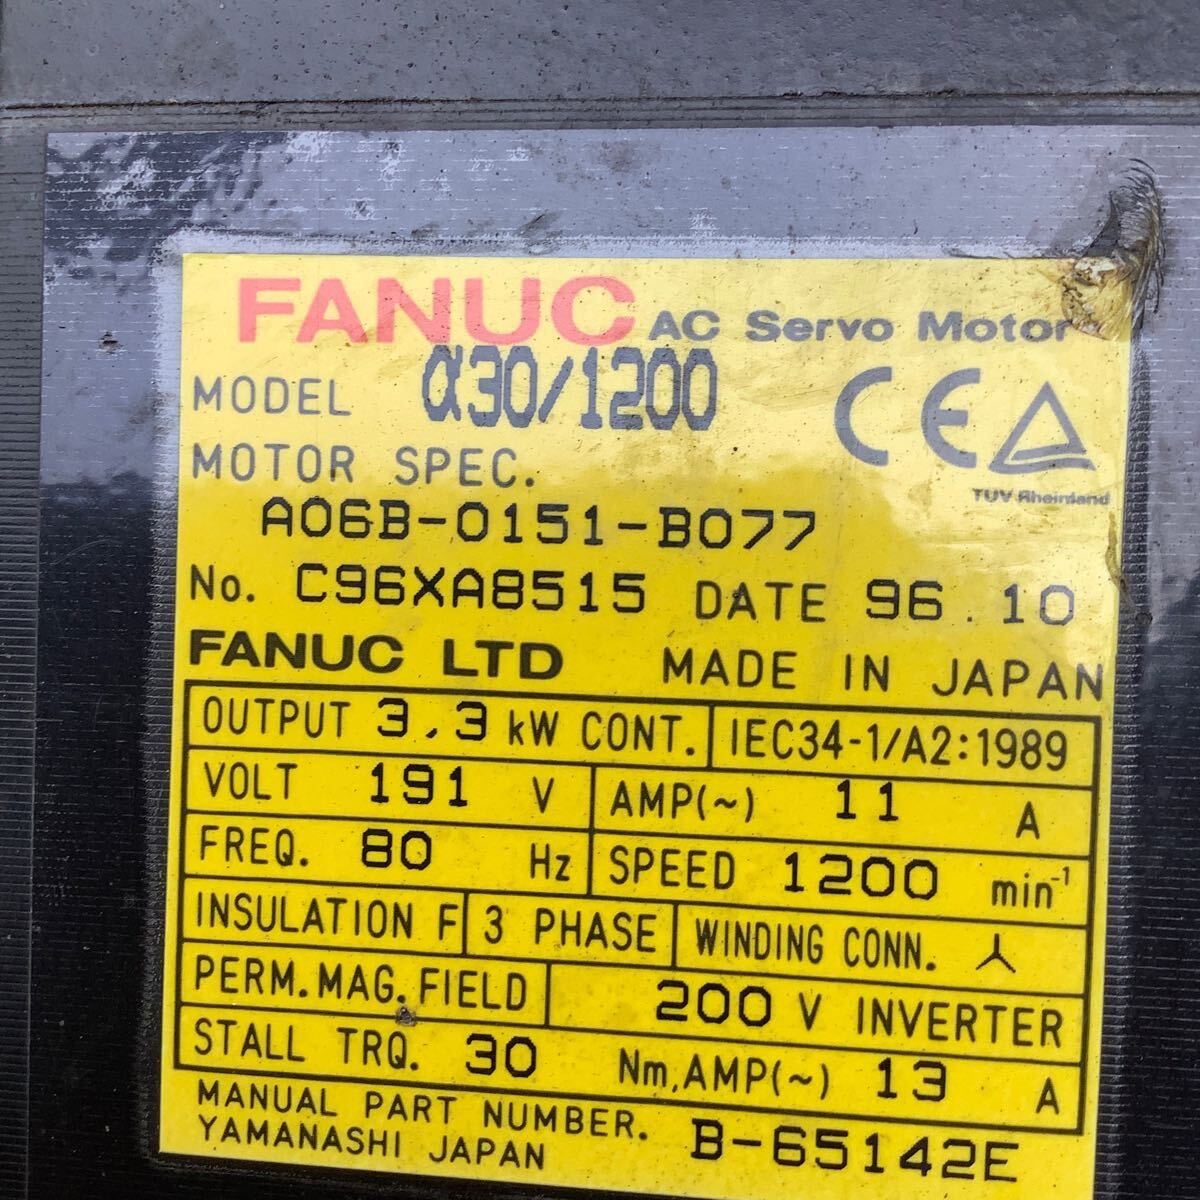 FANUC AC Servo Motor
MODEL α30/1200
CE
TUV Rheinland
MOTOR SPEC.
A06B-0151-B077
No. C96XA8515 DATE 96.10
FANUC LTD MADE IN JAPAN
OUTPUT 3.3 kW CONT. IEC34-1/A2:1989
VOLT 191 V AMP(~) 11 A
FREQ. 80 Hz SPEED 1200 min-1
INSULATION F 3 PHASE WINDING CONN.
PERM.MAG.FIELD 200 V INVERTER
STALL TRQ. 30 Nm,AMP(~) 13 A
MANUAL PART NUMBER. B-65142E
YAMANASHI JAPAN